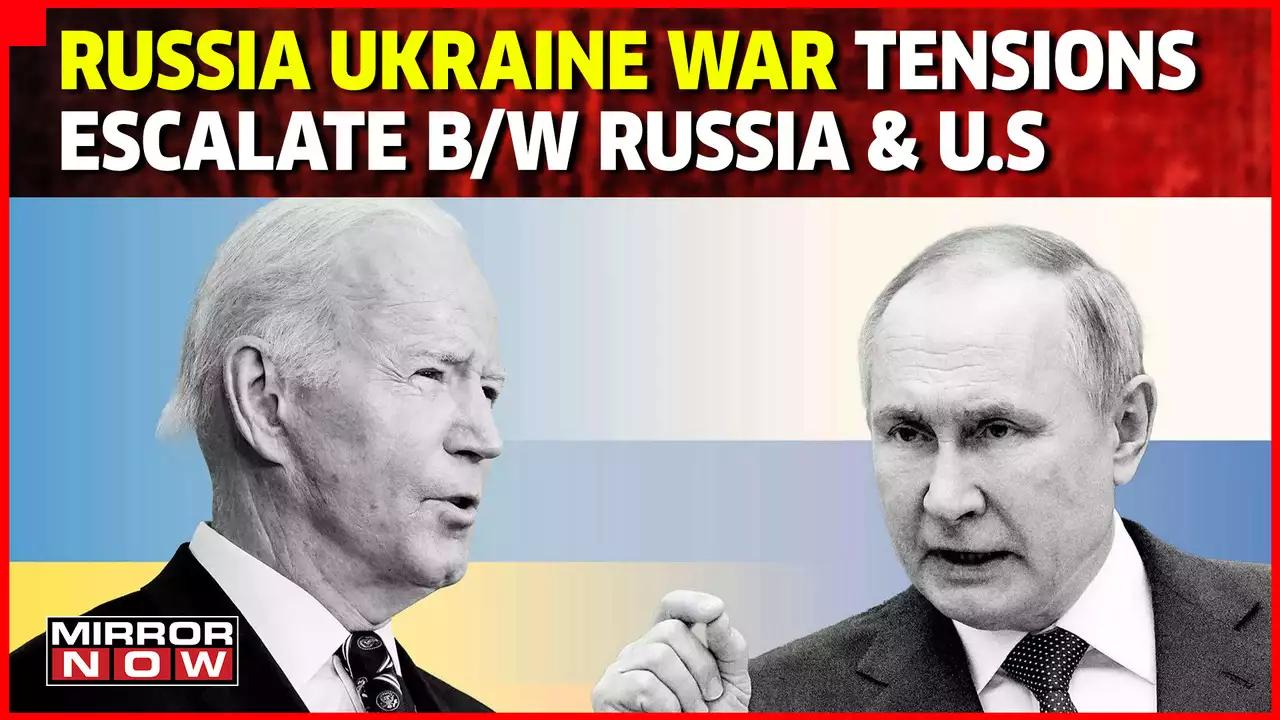 RUSSIA UKRAINE WAR TENSIONS
ESCALATE B/W RUSSIA & U.S
MIRROR
NOW